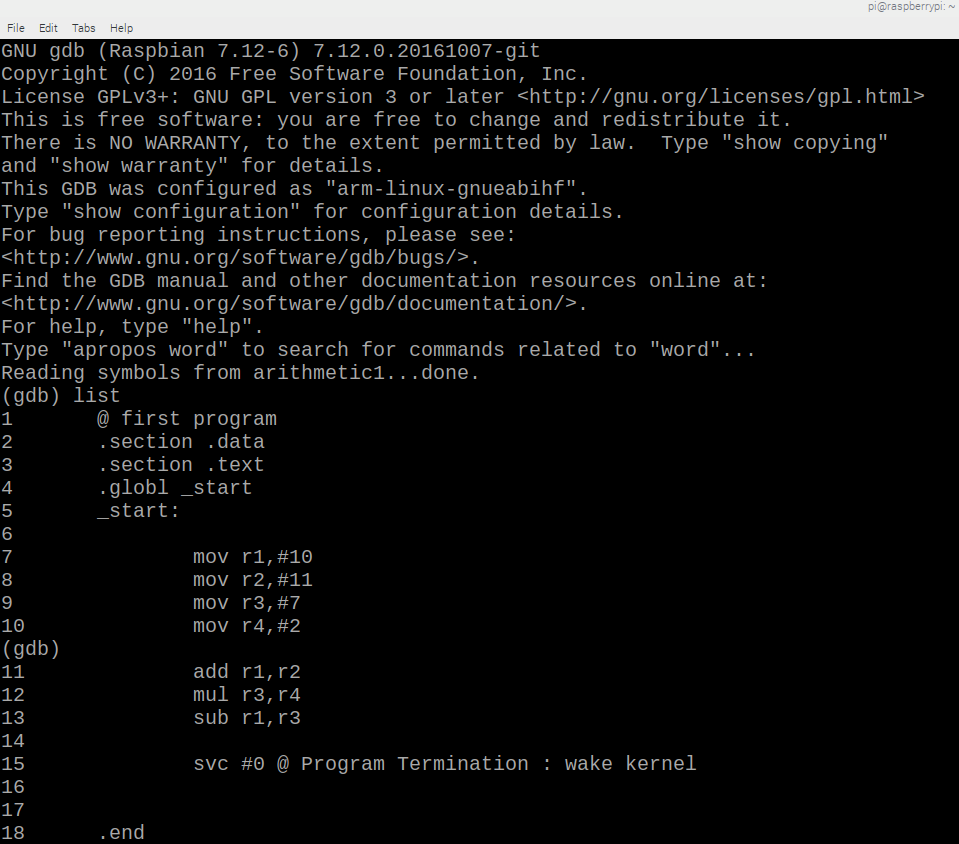 pi@raspberrypi: ~
File Edit Tabs Help
GNU gdb (Raspbian 7.12-6) 7.12.0.20161007-git
Copyright (C) 2016 Free Software Foundation, Inc.
License GPLv3+: GNU GPL version 3 or later <http://gnu.org/licenses/gpl.html>
This is free software: you are free to change and redistribute it.
There is NO WARRANTY, to the extent permitted by law.  Type "show copying"
and "show warranty" for details.
This GDB was configured as "arm-linux-gnueabihf".
Type "show configuration" for configuration details.
For bug reporting instructions, please see:
<http://www.gnu.org/software/gdb/bugs/>.
Find the GDB manual and other documentation resources online at:
<http://www.gnu.org/software/gdb/documentation/>.
For help, type "help".
Type "apropos word" to search for commands related to "word"...
Reading symbols from arithmetic1...done.
(gdb) list
1       @ first program
2       .section .data
3       .section .text
4       .globl _start
5       _start:
6
7               mov r1,#10
8               mov r2,#11
9               mov r3,#7
10              mov r4,#2
(gdb)
11              add r1,r2
12              mul r3,r4
13              sub r1,r3
14
15              svc #0 @ Program Termination : wake kernel
16
17
18      .end